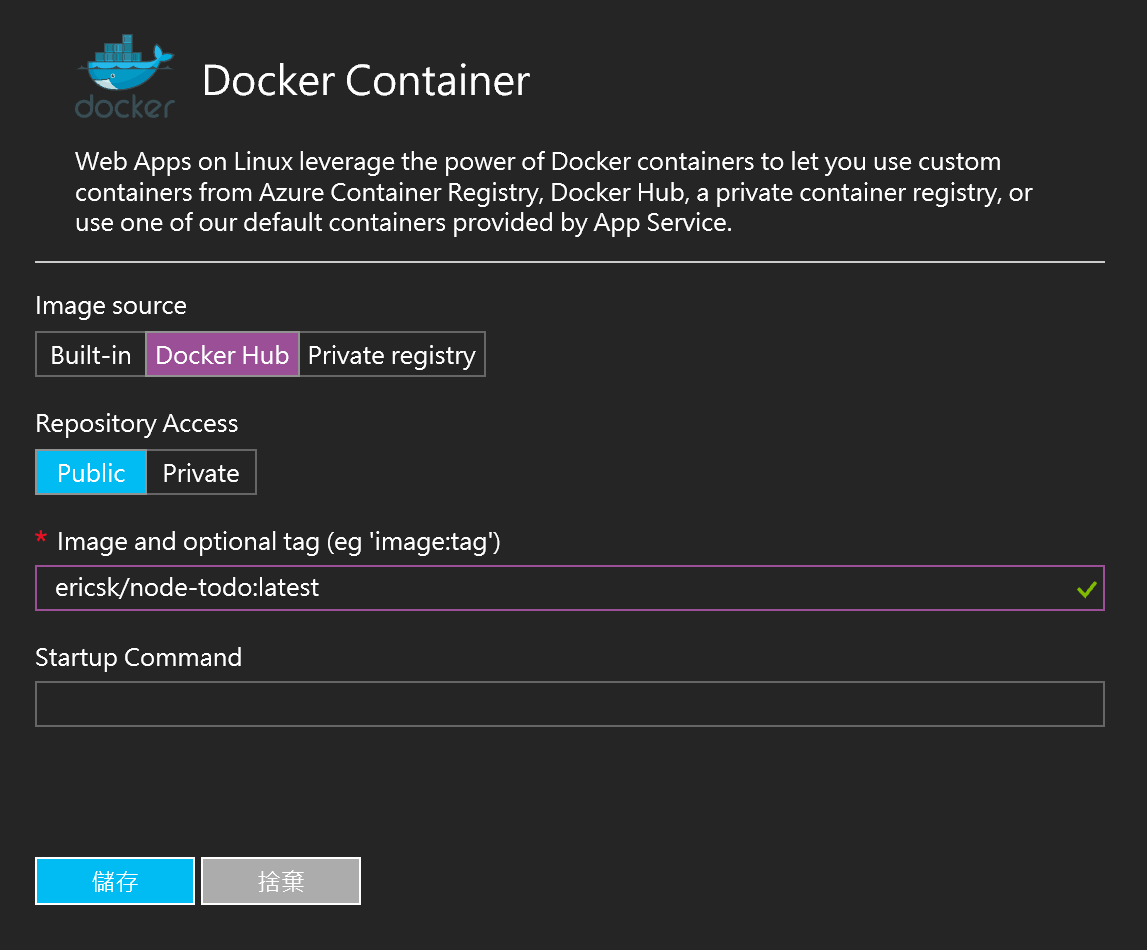 docker
Docker Container
Web Apps on Linux leverage the power of Docker containers to let you use custom
containers from Azure Container Registry, Docker Hub, a private container registry, or
use one of our default containers provided by App Service.
Image source
Built-in Docker Hub Private registry
Repository Access
Public Private
* Image and optional tag (eg 'image:tag')
ericsk/node-todo:latest
Startup Command
儲存 捨棄